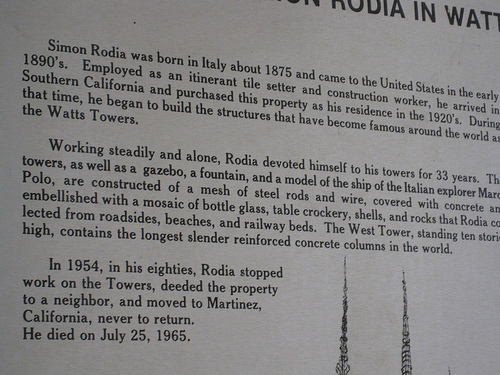 RODIA IN WATT
Simon Rodia was born in Italy about 1875 and came to the United States in the early
1890's. Employed as an itinerant tile setter and construction worker, he arrived in
Southern California and purchased this property as his residence in the 1920's. During
that time, he began to build the structures that have become famous around the world as
the Watts Towers.
Working steadily and alone, Rodia devoted himself to his towers for 33 years. Th
towers, as well as a gazebo, a fountain, and a model of the ship of the Italian explorer Marc
Polo, are constructed of a mesh of steel rods and wire, covered with concrete an
embellished with a mosaic of bottle glass, table crockery, shells, and rocks that Rodia co
lected from roadsides, beaches, and railway beds. The West Tower, standing ten stori
high, contains the longest slender reinforced concrete columns in the world.
In 1954, in his eighties, Rodia stopped
work on the Towers, deeded the property
to a neighbor, and moved to Martinez,
California, never to return.
He died on July 25, 1965.